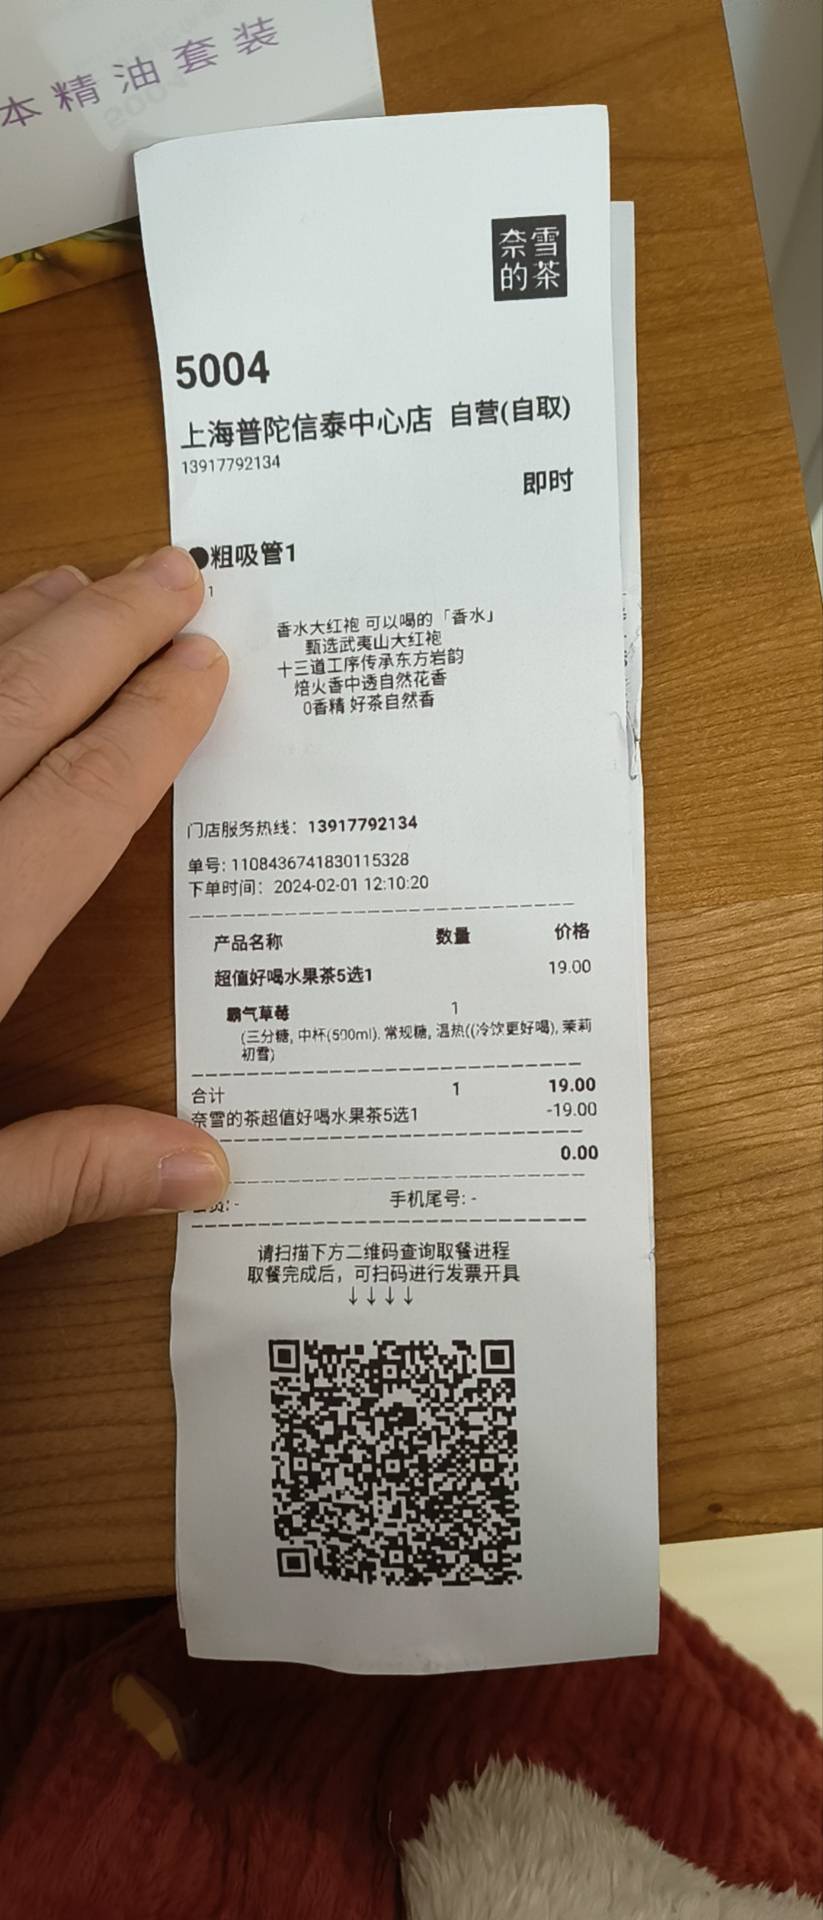 本精油套装
奈雪
的茶
5004
上海普陀信泰中心店 自营(自取)
13917792134
即时
●粗吸管1
1
香水大红袍 可以喝的「香水」
甄选武夷山大红袍
十三道工序传承东方岩韵
焙火香中透自然花香
0香精 好茶自然香
门店服务热线：13917792134
单号: 1108436741830115328
下单时间：2024-02-01 12:10:20
产品名称 数量 价格
超值好喝水果茶5选1 19.00
霸气草莓 1
(三分糖, 中杯(500ml), 常规糖, 温热((冷饮更好喝), 茉莉
初雪)
合计 1 19.00
奈雪的茶超值好喝水果茶5选1 -19.00
0.00
手机尾号: -
请扫描下方二维码查询取餐进程
取餐完成后，可扫码进行发票开具
↓↓↓↓